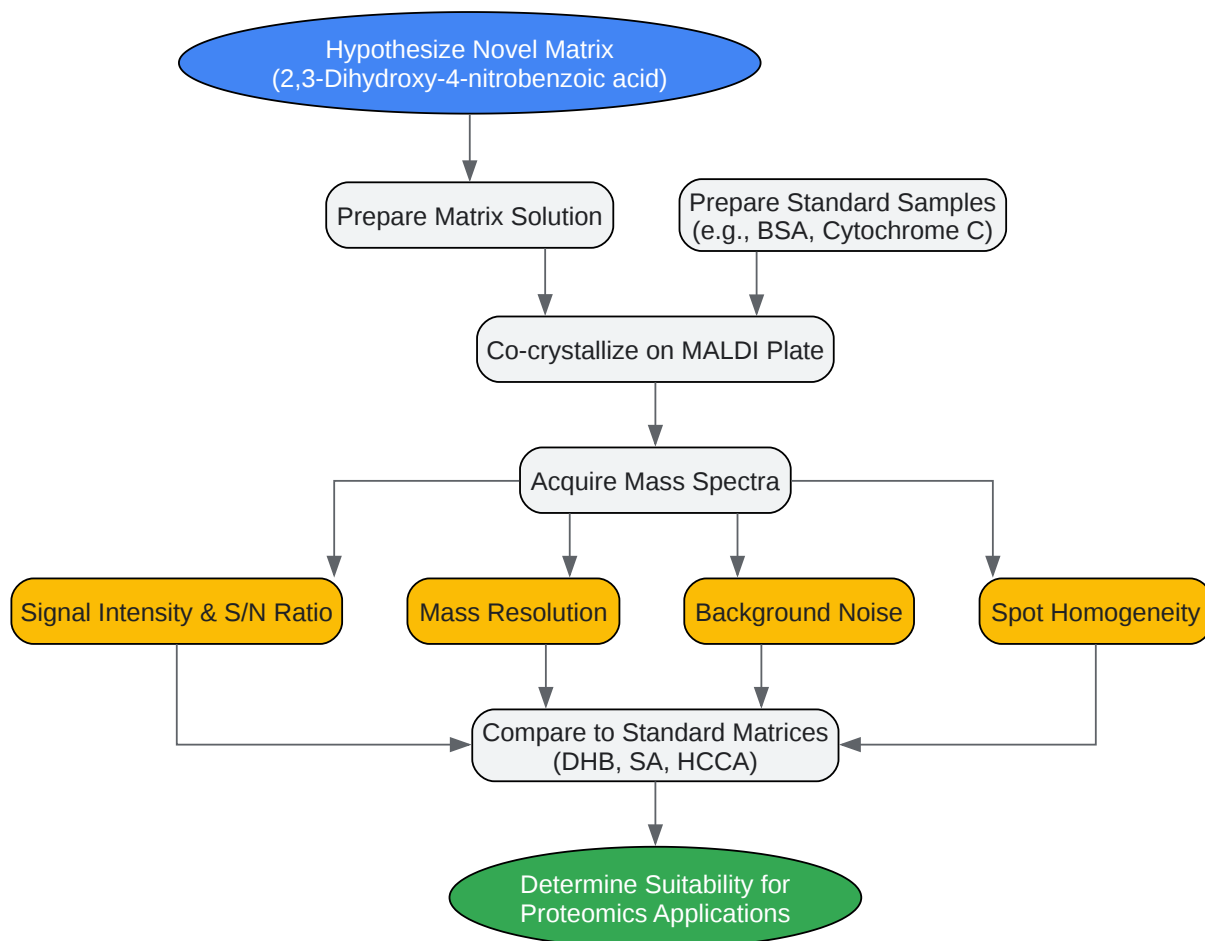 Hypothesize Novel Matrix
(2,3-Dihydroxy-4-nitrobenzoic acid)
Prepare Matrix Solution
Prepare Standard Samples
(e.g., BSA, Cytochrome C)
Co-crystallize on MALDI Plate
Acquire Mass Spectra
Signal Intensity & S/N Ratio
Mass Resolution
Background Noise
Spot Homogeneity
Compare to Standard Matrices
(DHB, SA, HCCA)
Determine Suitability for
Proteomics Applications